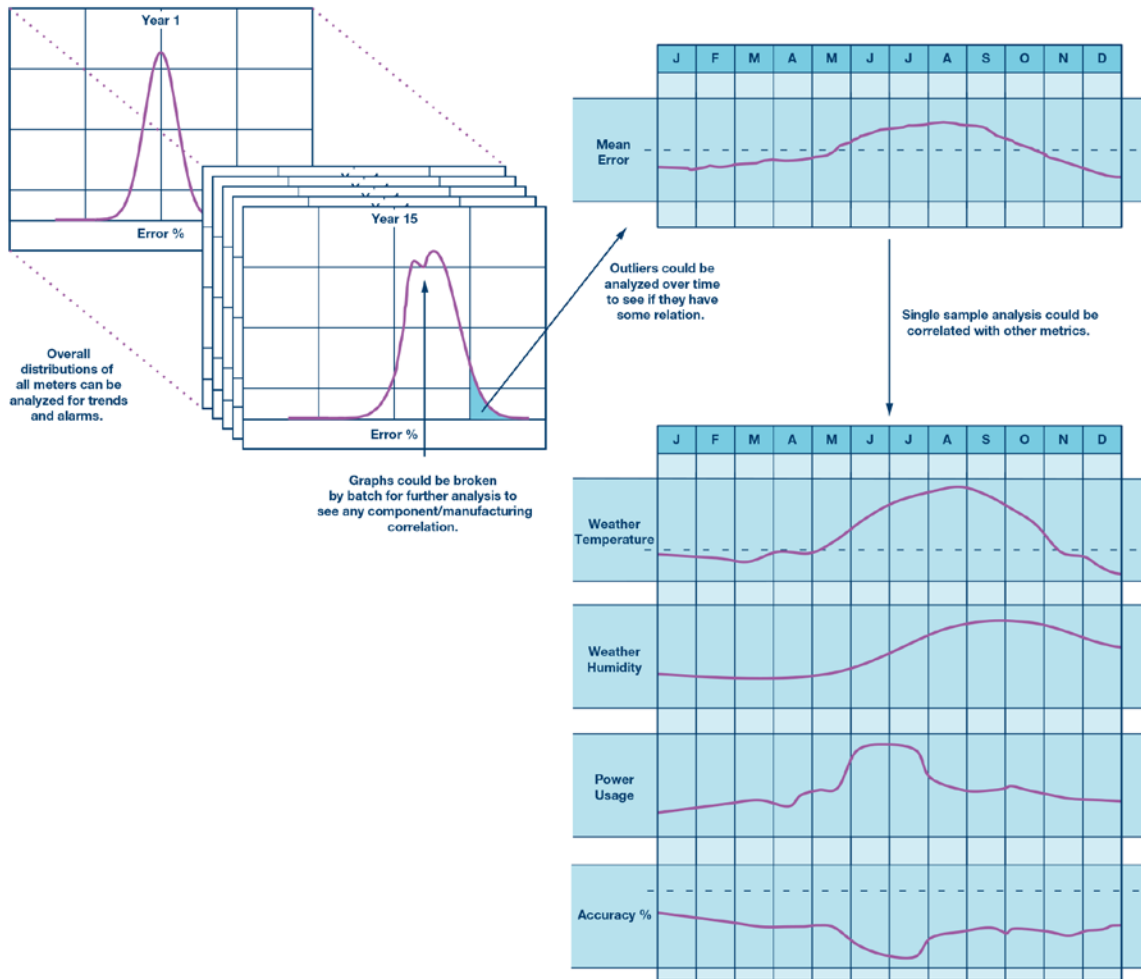 Year 1
Error %
Year 15
Error %
Overall
distributions of
all meters can be
analyzed for trends
and alarms.
Graphs could be broken
by batch for further analysis to
see any component/manufacturing
correlation.
Outliers could be
analyzed over time
to see if they have
some relation.
J F M A M J J A S O N D
Mean
Error
Single sample analysis could be
correlated with other metrics.
J F M A M J J A S O N D
Weather
Temperature
Weather
Humidity
Power
Usage
Accuracy %